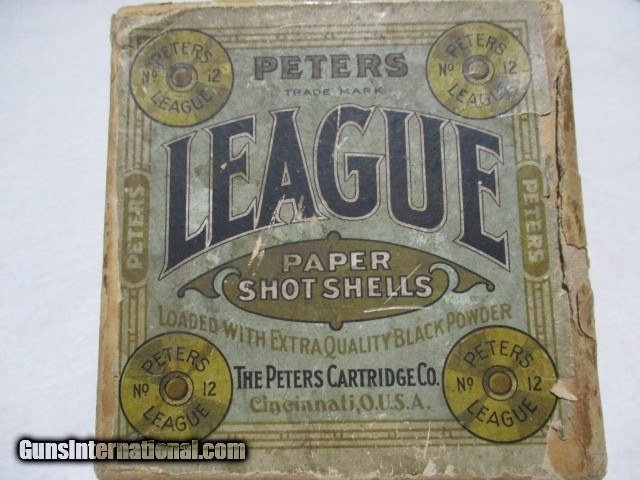 PETERS
No 12
LEAGUE
PETERS
TRADE MARK
PETERS
No 12
LEAGUE
LEAGUE
PETERS
PETERS
PAPER
SHOT SHELLS
LOADED WITH EXTRA QUALITY BLACK POWDER
PETERS
No 12
LEAGUE
THE PETERS CARTRIDGE CO.
Cincinnati, O.U.S.A.
PETERS
No 12
LEAGUE
GunsInternational.com